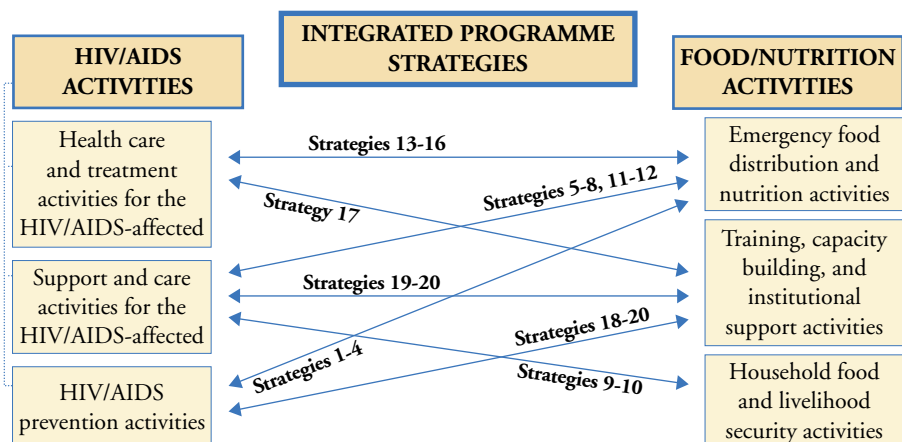 HIV/AIDS
ACTIVITIES
INTEGRATED PROGRAMME
STRATEGIES
FOOD/NUTRITION
ACTIVITIES
Health care
and treatment
activities for the
HIV/AIDS-affected
Support and care
activities for the
HIV/AIDS-affected
HIV/AIDS
prevention activities
Strategies 13-16
Strategies 5-8, 11-12
Strategy 17
Strategies 19-20
Strategies 18-20
Strategies 1-4
Strategies 9-10
Emergency food
distribution and
nutrition activities
Training, capacity
building, and
institutional
support activities
Household food
and livelihood
security activities